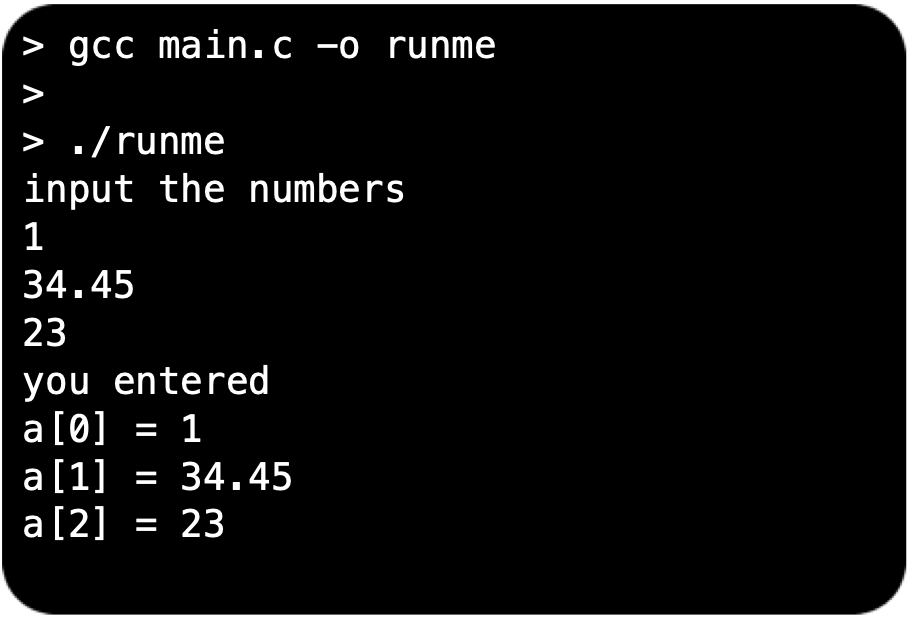 > gcc main.c -o runme
>
> ./runme
input the numbers
1
34.45
23
you entered
a[0] = 1
a[1] = 34.45
a[2] = 23